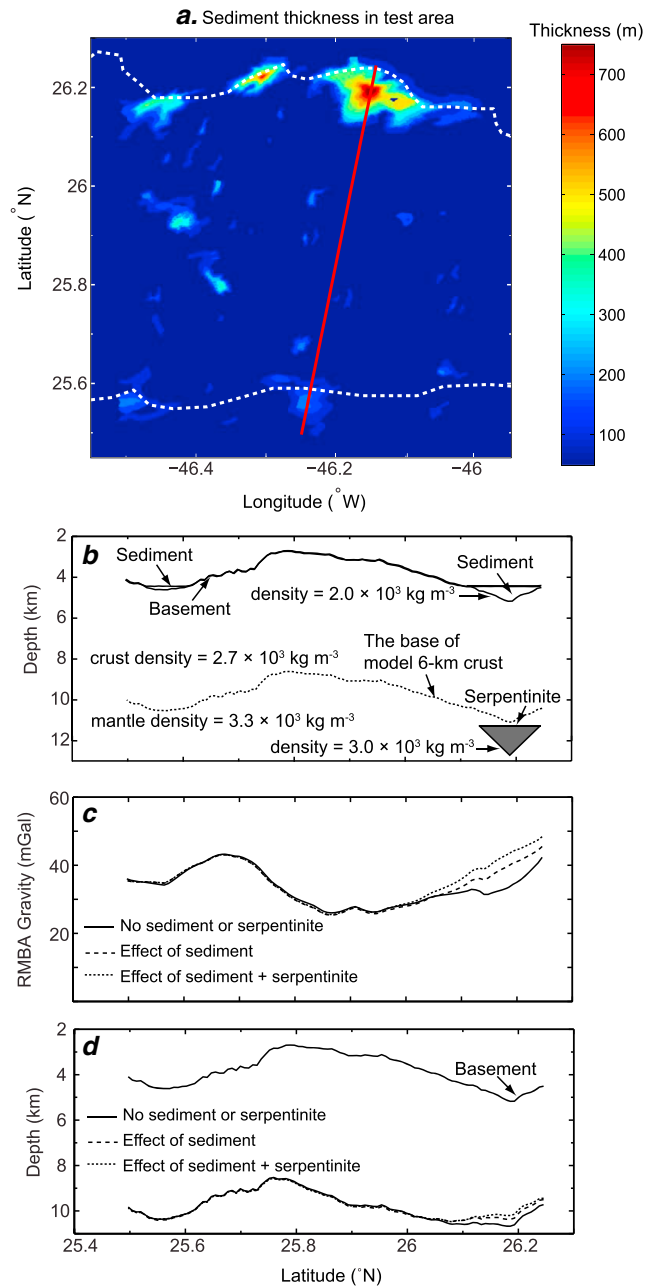 a. Sediment thickness in test area
Thickness (m)
700
600
500
400
300
200
100
26.2
26
25.8
25.6
Latitude (°N)
−46.4
−46.2
−46
Longitude (°W)
b
2
4
6
8
10
12
Depth (km)
Sediment
Basement
Sediment
density = 2.0 × 10³ kg m⁻³
crust density = 2.7 × 10³ kg m⁻³
The base of
model 6-km crust
mantle density = 3.3 × 10³ kg m⁻³
Serpentinite
density = 3.0 × 10³ kg m⁻³
c
60
40
20
RMBA Gravity (mGal)
No sediment or serpentinite
Effect of sediment
Effect of sediment + serpentinite
d
2
4
6
8
10
Depth (km)
Basement
No sediment or serpentinite
Effect of sediment
Effect of sediment + serpentinite
25.4
25.6
25.8
26
26.2
Latitude (°N)